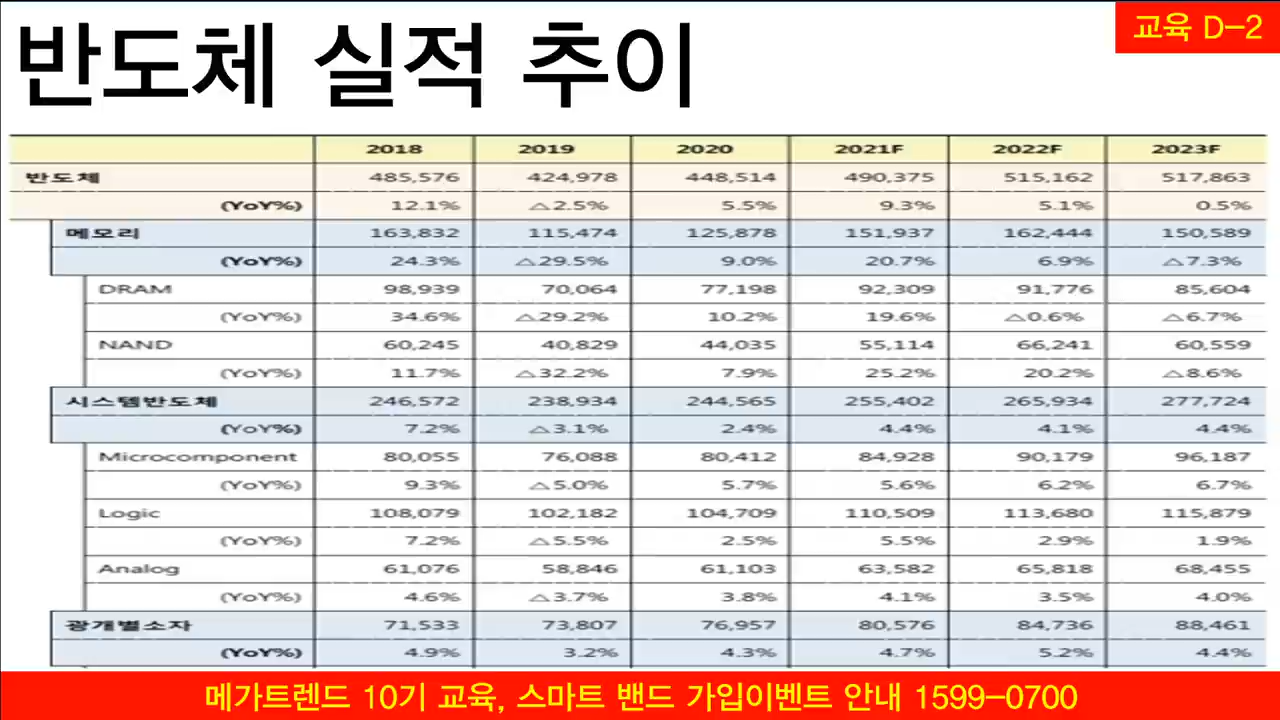 반도체 실적 추이
교육 D-2
2018 2019 2020 2021F 2022F 2023F
반도체 485,576 424,978 448,514 490,375 515,162 517,863
(YoY%) 12.1% △2.5% 5.5% 9.3% 5.1% 0.5%
메모리 163,832 115,474 125,878 151,937 162,444 150,589
(YoY%) 24.3% △29.5% 9.0% 20.7% 6.9% △7.3%
DRAM 98,939 70,064 77,198 92,309 91,776 85,604
(YoY%) 34.6% △29.2% 10.2% 19.6% △0.6% △6.7%
NAND 60,245 40,829 44,035 55,114 66,241 60,559
(YoY%) 11.7% △32.2% 7.9% 25.2% 20.2% △8.6%
시스템반도체 246,572 238,934 244,565 255,402 265,934 277,724
(YoY%) 7.2% △3.1% 2.4% 4.4% 4.1% 4.4%
Microcomponent 80,055 76,088 80,412 84,928 90,179 96,187
(YoY%) 9.3% △5.0% 5.7% 5.6% 6.2% 6.7%
Logic 108,079 102,182 104,709 110,509 113,680 115,879
(YoY%) 7.2% △5.5% 2.5% 5.5% 2.9% 1.9%
Analog 61,076 58,846 61,103 63,582 65,818 68,455
(YoY%) 4.6% △3.7% 3.8% 4.1% 3.5% 4.0%
광개별소자 71,533 73,807 76,957 80,576 84,736 88,461
(YoY%) 4.9% 3.2% 4.3% 4.7% 5.2% 4.4%
메가트렌드 10기 교육, 스마트 밴드 가입이벤트 안내 1599-0700